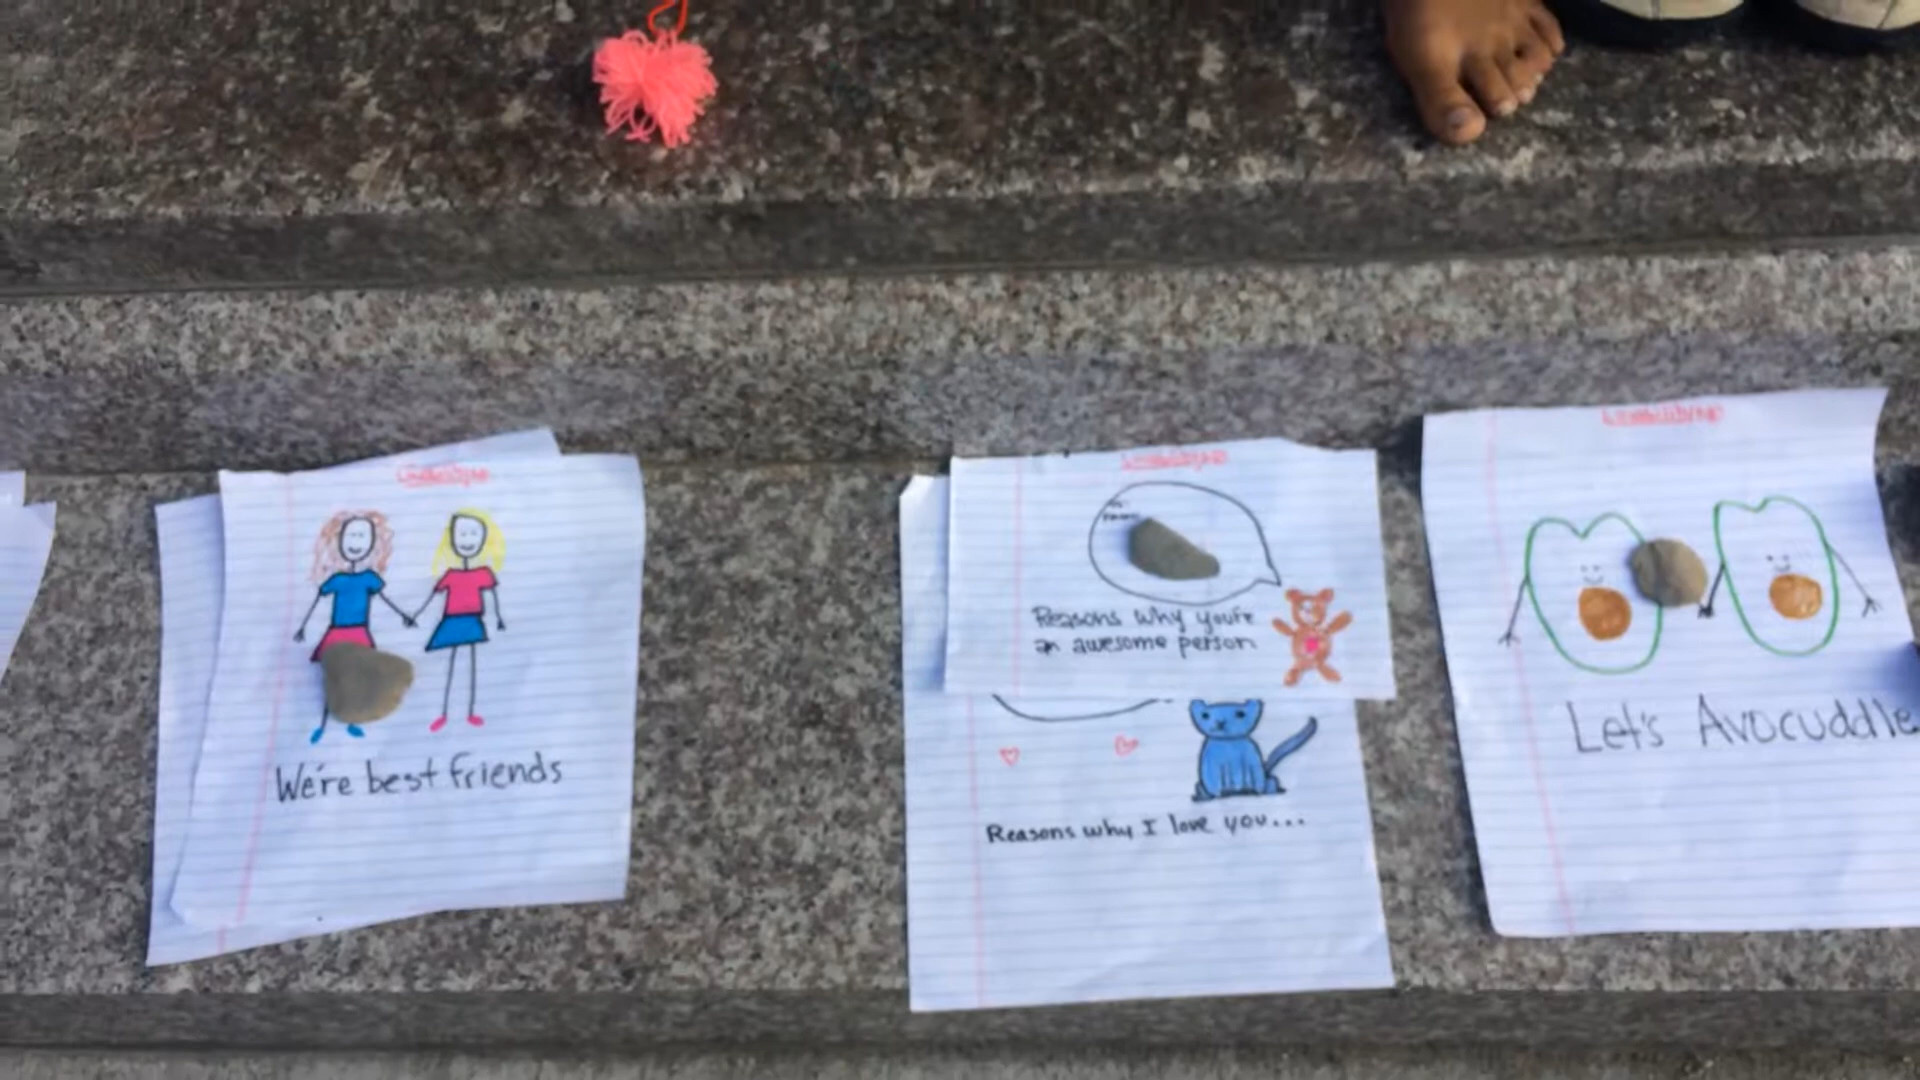 We're best friends
Reasons why you're
an awesome person
Reasons why I love you...
Let's Avocuddle